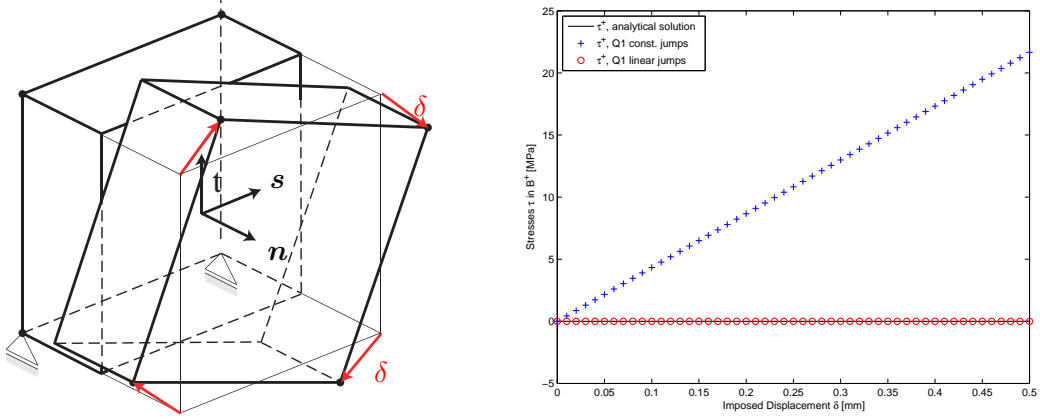 δ
t
s
n
δ
τ⁺, analytical solution
τ⁺, Q1 const. jumps
τ⁺, Q1 linear jumps
Stresses τ in B⁺ [MPa]
25
20
15
10
5
0
−5
0
0.05
0.1
0.15
0.2
0.25
0.3
0.35
0.4
0.45
0.5
Imposed Displacement δ [mm]